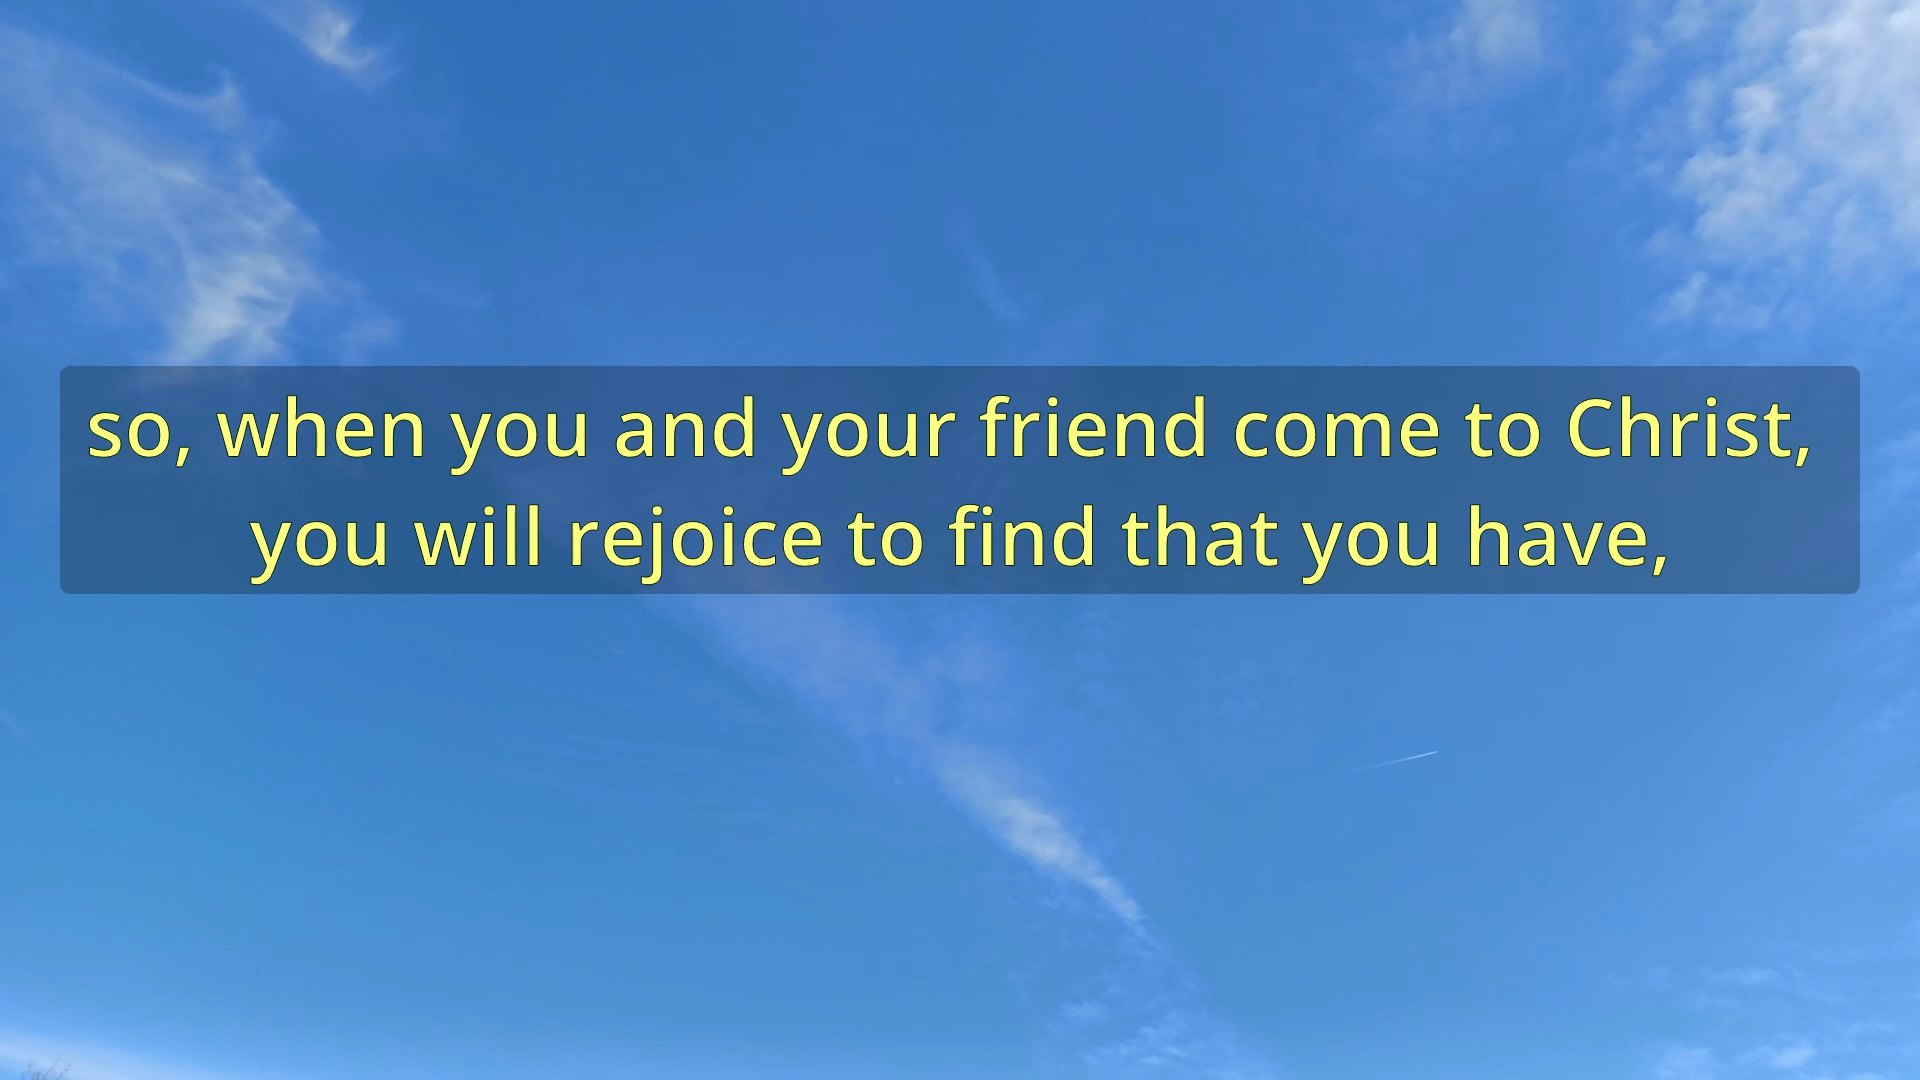 so, when you and your friend come to Christ,
you will rejoice to find that you have,